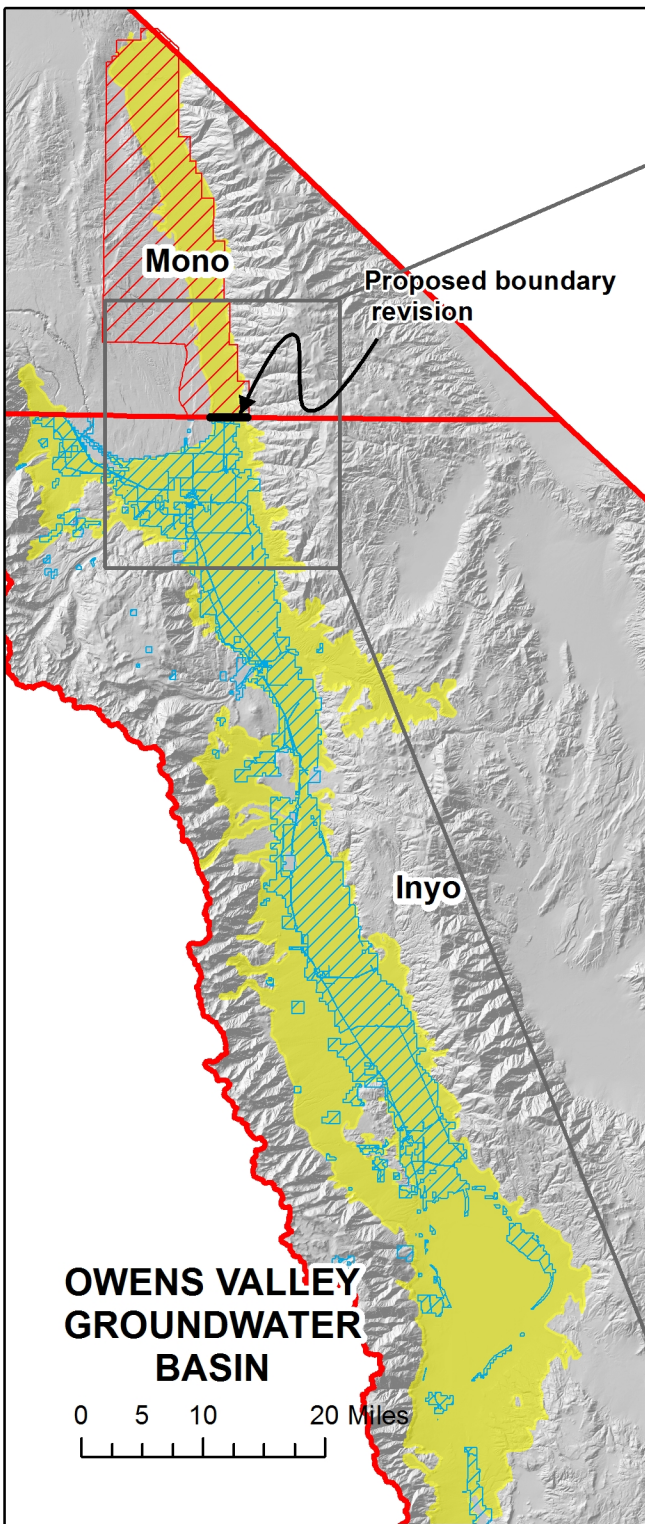 Mono
Proposed boundary
revision
Inyo
OWENS VALLEY
GROUNDWATER
BASIN
0 5 10 20 Miles